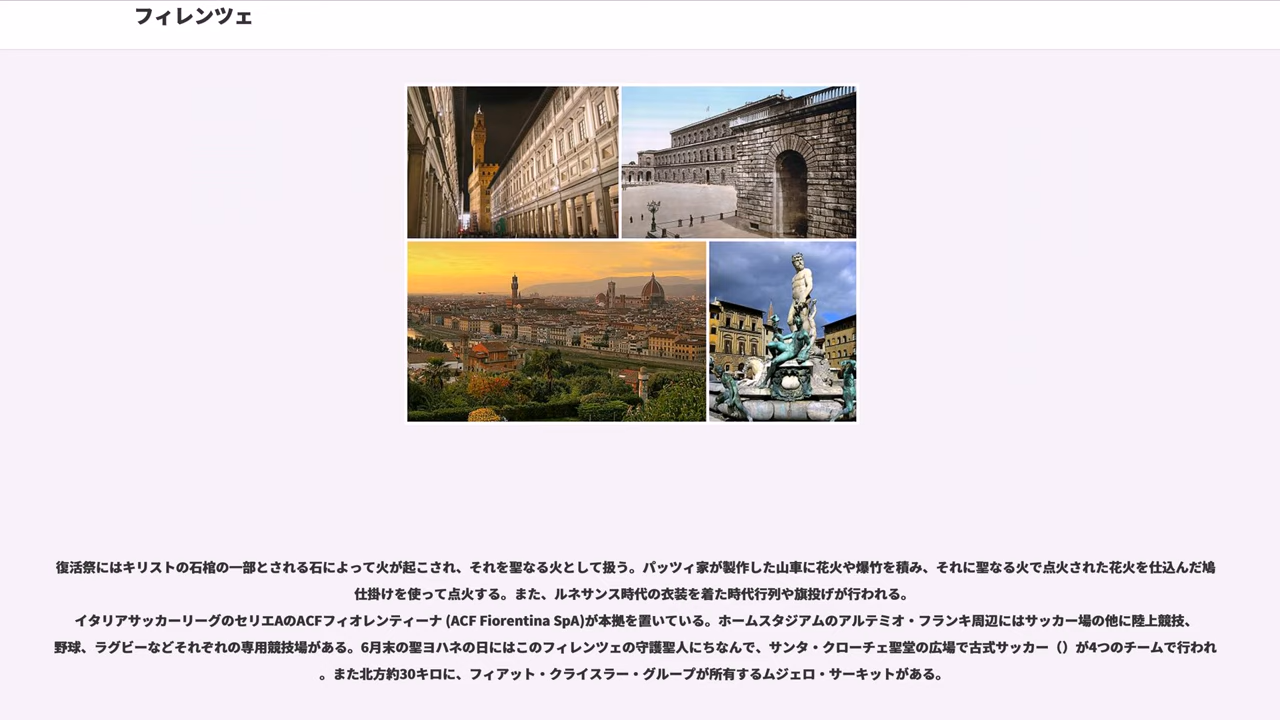 フィレンツェ
復活祭にはキリストの石棺の一部とされる石によって火が起こされ、それを聖なる火として扱う。パッツィ家が製作した山車に花火や爆竹を積み、それに聖なる火で点火された花火を仕込んだ鳩
仕掛けを使って点火する。また、ルネサンス時代の衣装を着た時代行列や旗投げが行われる。
イタリアサッカーリーグのセリエAのACFフィオレンティーナ (ACF Fiorentina SpA)が本拠を置いている。ホームスタジアムのアルテミオ・フランキ周辺にはサッカー場の他に陸上競技、
野球、ラグビーなどそれぞれの専用競技場がある。6月末の聖ヨハネの日にはこのフィレンツェの守護聖人にちなんで、サンタ・クローチェ聖堂の広場で古式サッカー（）が4つのチームで行われ
。また北方約30キロに、フィアット・クライスラー・グループが所有するムジェロ・サーキットがある。